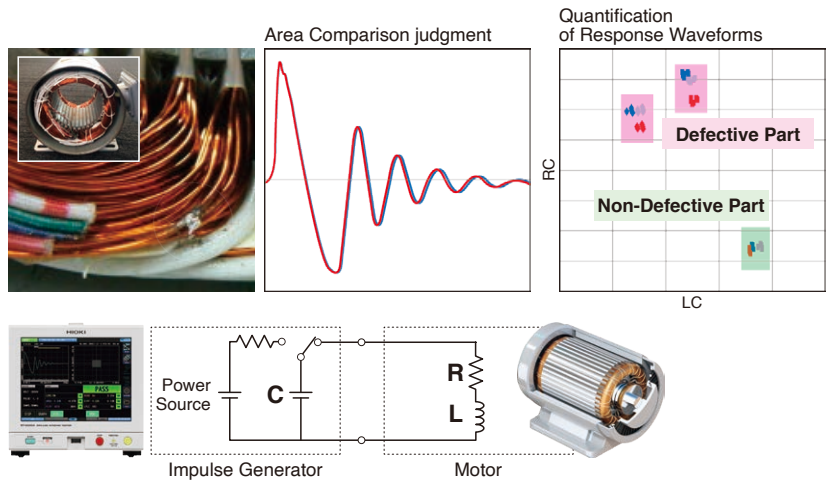 Area Comparison judgment
Quantification
of Response Waveforms
Defective Part
RC
Non-Defective Part
LC
HIOKI
PASS
Power
Source
C
R
L
Impulse Generator
Motor